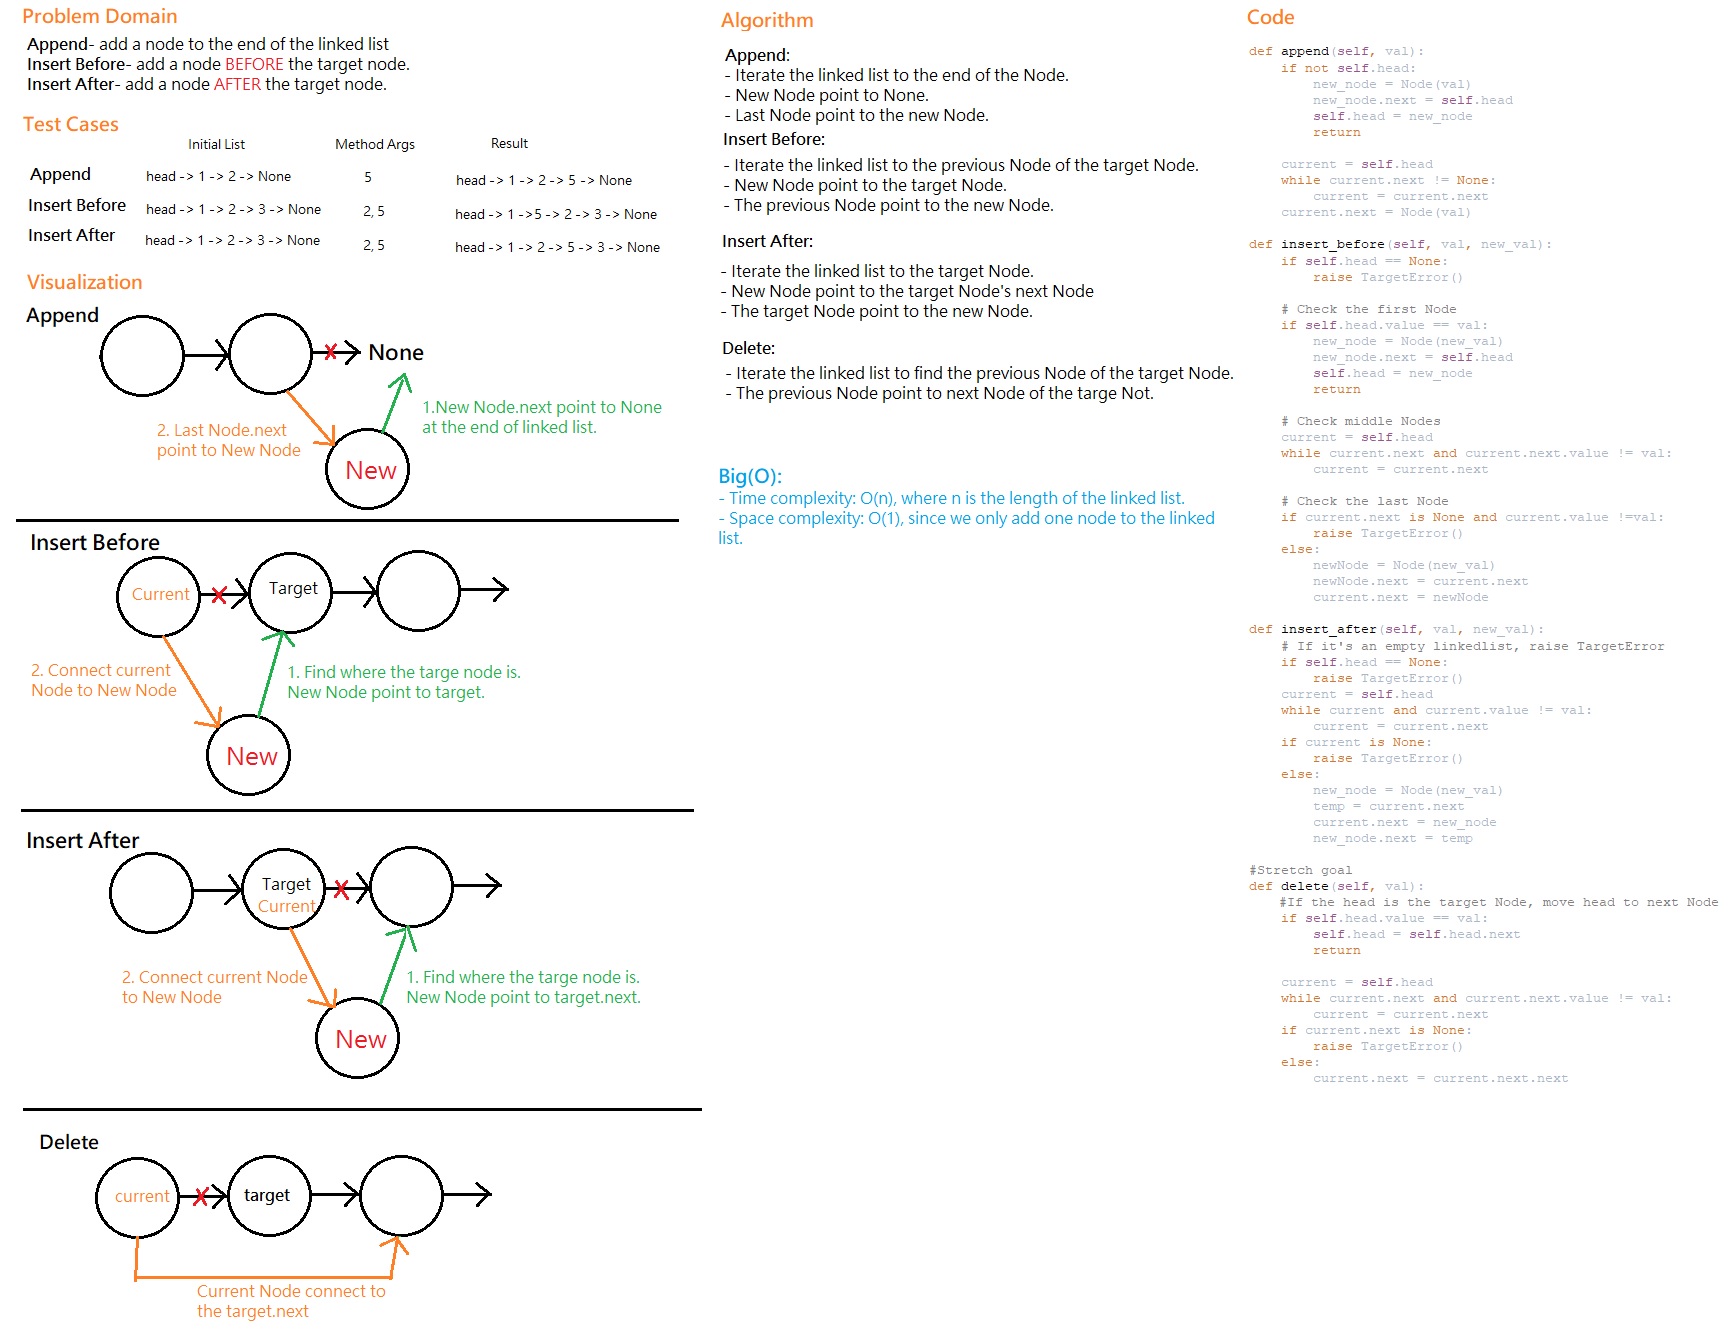 Problem Domain
Append- add a node to the end of the linked list
Insert Before- add a node BEFORE the target node.
Insert After- add a node AFTER the target node.
Test Cases
Initial List Method Args Result
Append head -> 1 -> 2 -> None 5 head -> 1 -> 2 -> 5 -> None
Insert Before head -> 1 -> 2 -> 3 -> None 2, 5 head -> 1 ->5 -> 2 -> 3 -> None
Insert After head -> 1 -> 2 -> 3 -> None 2, 5 head -> 1 -> 2 -> 5 -> 3 -> None
Visualization
Append
None
1.New Node.next point to None
at the end of linked list.
2. Last Node.next
point to New Node
New
Insert Before
Current
Target
2. Connect current
Node to New Node
1. Find where the targe node is.
New Node point to target.
New
Insert After
Target
Current
2. Connect current Node
to New Node
1. Find where the targe node is.
New Node point to target.next.
New
Delete
current
target
Current Node connect to
the target.next
Algorithm
Append:
- Iterate the linked list to the end of the Node.
- New Node point to None.
- Last Node point to the new Node.
Insert Before:
- Iterate the linked list to the previous Node of the target Node.
- New Node point to the target Node.
- The previous Node point to the new Node.
Insert After:
- Iterate the linked list to the target Node.
- New Node point to the target Node's next Node
- The target Node point to the new Node.
Delete:
- Iterate the linked list to find the previous Node of the target Node.
- The previous Node point to next Node of the targe Not.
Big(O):
- Time complexity: O(n), where n is the length of the linked list.
- Space complexity: O(1), since we only add one node to the linked
list.
Code
def append(self, val):
if not self.head:
new_node = Node(val)
new_node.next = self.head
self.head = new_node
return
current = self.head
while current.next != None:
current = current.next
current.next = Node(val)
def insert_before(self, val, new_val):
if self.head == None:
raise TargetError()
# Check the first Node
if self.head.value == val:
new_node = Node(new_val)
new_node.next = self.head
self.head = new_node
return
# Check middle Nodes
current = self.head
while current.next and current.next.value != val:
current = current.next
# Check the last Node
if current.next is None and current.value !=val:
raise TargetError()
else:
newNode = Node(new_val)
newNode.next = current.next
current.next = newNode
def insert_after(self, val, new_val):
# If it's an empty linkedlist, raise TargetError
if self.head == None:
raise TargetError()
current = self.head
while current and current.value != val:
current = current.next
if current is None:
raise TargetError()
else:
new_node = Node(new_val)
temp = current.next
current.next = new_node
new_node.next = temp
#Stretch goal
def delete(self, val):
#If the head is the target Node, move head to next Node
if self.head.value == val:
self.head = self.head.next
return
current = self.head
while current.next and current.next.value != val:
current = current.next
if current.next is None:
raise TargetError()
else:
current.next = current.next.next